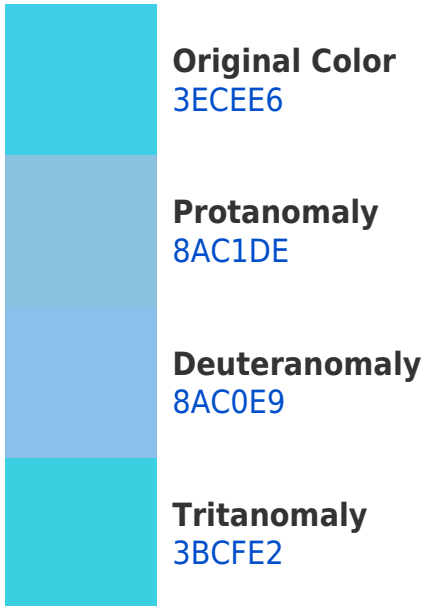 Original Color
3ECEE6
Protanomaly
8AC1DE
Deuteranomaly
8AC0E9
Tritanomaly
3BCFE2